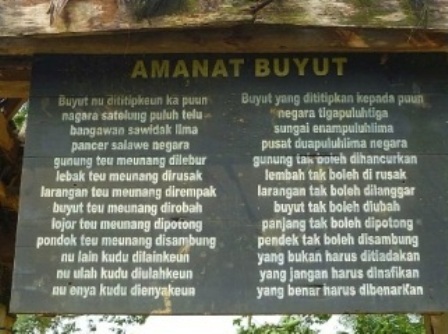 AMANAT BUYUT
Buyut nu dititipkeun ka puun
nagara satelung puluh telu
bangawan sawidak lima
pancer salawe nagara
gunung teu meunang dilebur
lebak teu meunang dirusak
larangan teu meunang dirempak
buyut teu meunang dirobah
lojor teu meunang dipotong
pondok teu meunang disambung
nu lain kudu dilainkeun
nu ulah kudu diulahkeun
nu enya kudu dienyakeun
Buyut yang dititipkan kepada puun
negara tigapuluhtiga
sungai enampuluhlima
pusat duapuluhlima negara
gunung tak boleh dihancurkan
lembah tak boleh di rusak
larangan tak boleh dilanggar
buyut tak boleh diubah
panjang tak boleh dipotong
pendek tak boleh disambung
yang bukan harus ditiadakan
yang jangan harus dinafikan
yang benar harus dibenarkan